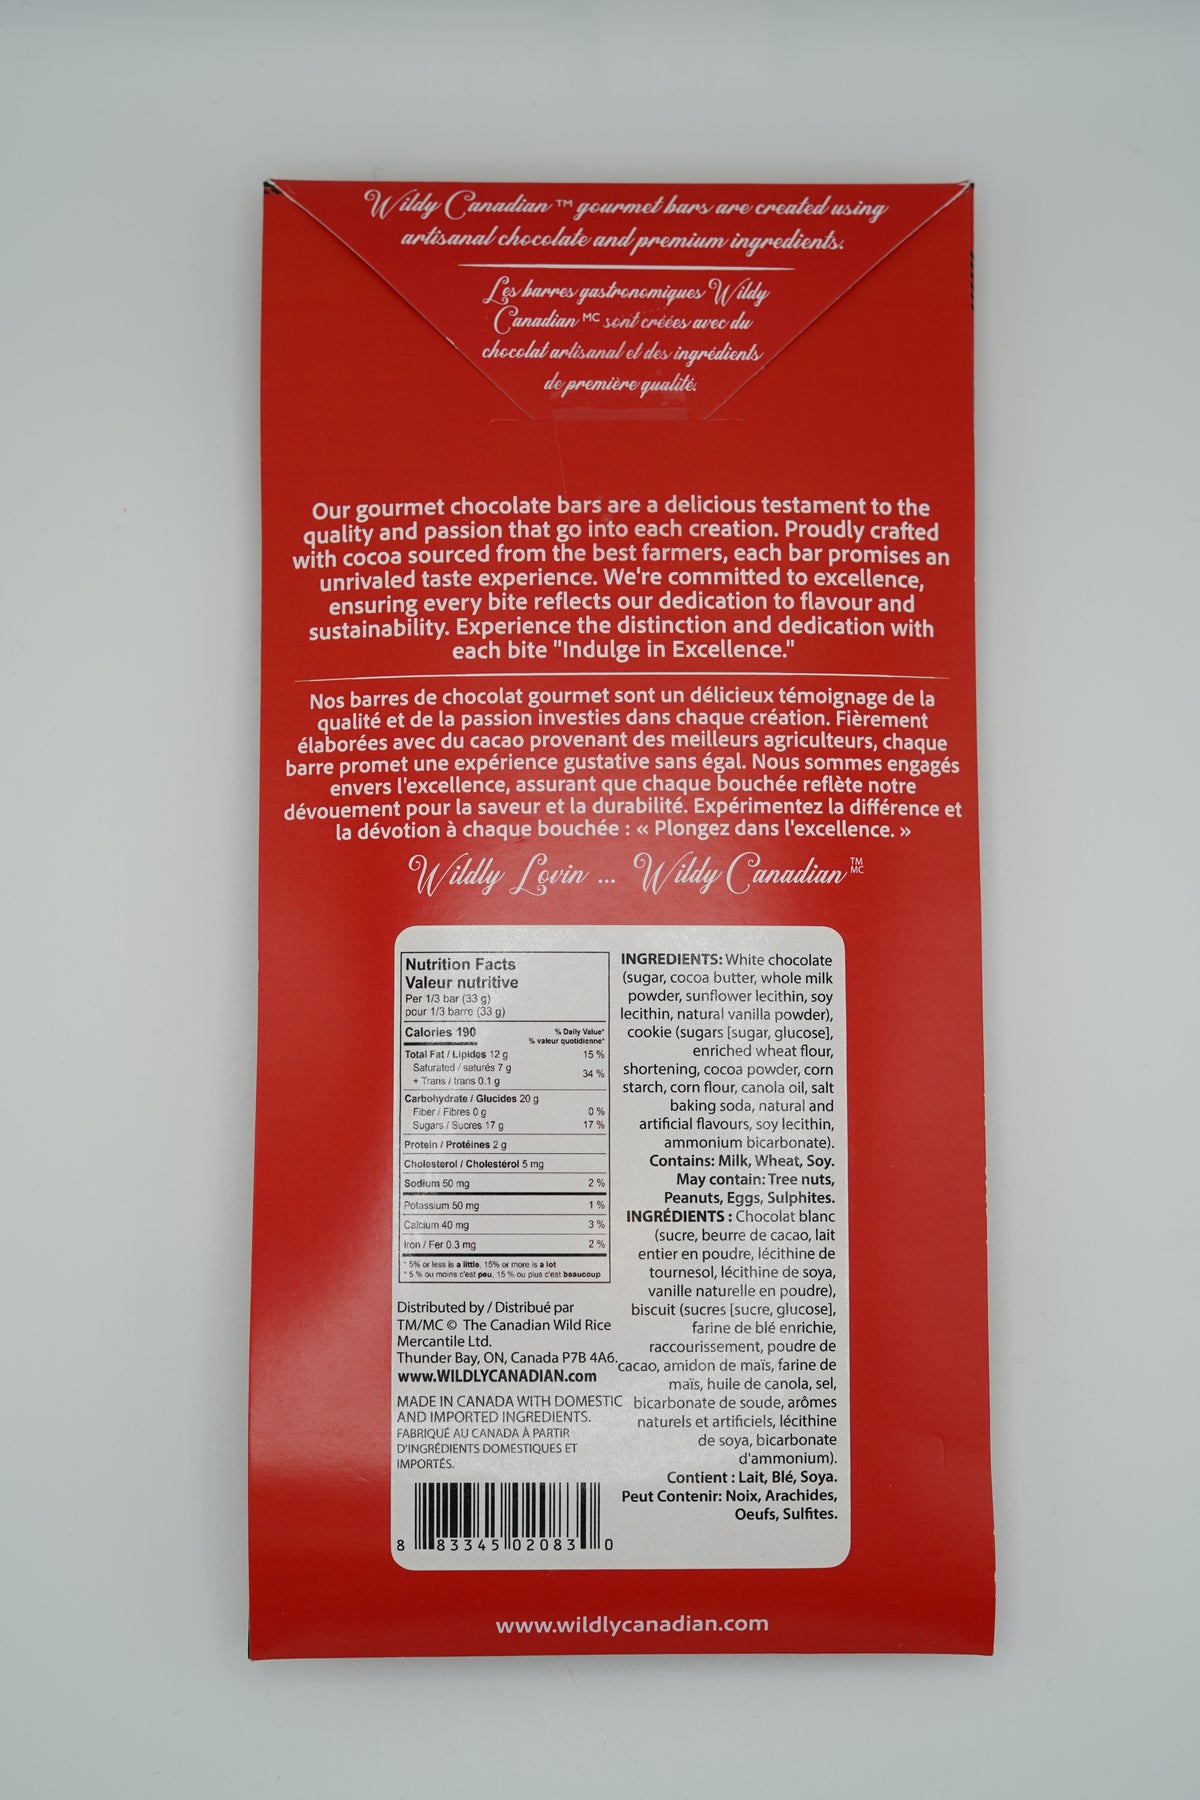 Wildy Canadian ™ gourmet bars are created using
artisanal chocolate and premium ingredients.
Les barres gastronomiques Wildy
Canadian MC sont créées avec du
chocolat artisanal et des ingrédients
de première qualité.
Our gourmet chocolate bars are a delicious testament to the
quality and passion that go into each creation. Proudly crafted
with cocoa sourced from the best farmers, each bar promises an
unrivaled taste experience. We're committed to excellence,
ensuring every bite reflects our dedication to flavour and
sustainability. Experience the distinction and dedication with
each bite "Indulge in Excellence."
Nos barres de chocolat gourmet sont un délicieux témoignage de la
qualité et de la passion investies dans chaque création. Fièrement
élaborées avec du cacao provenant des meilleurs agriculteurs, chaque
barre promet une expérience gustative sans égal. Nous sommes engagés
envers l'excellence, assurant que chaque bouchée reflète notre
dévouement pour la saveur et la durabilité. Expérimentez la différence et
la dévotion à chaque bouchée : « Plongez dans l'excellence. »
Wildly Lovin ... Wildy Canadian TM MC
Nutrition Facts
Valeur nutritive
Per 1/3 bar (33 g)
pour 1/3 barre (33 g)
Calories 190 % Daily Value*
% valeur quotidienne*
Total Fat / Lipides 12 g 15 %
Saturated / saturés 7 g
+ Trans / trans 0.1 g 34 %
Carbohydrate / Glucides 20 g
Fiber / Fibres 0 g 0 %
Sugars / Sucres 17 g 17 %
Protein / Protéines 2 g
Cholesterol / Cholestérol 5 mg
Sodium 50 mg 2 %
Potassium 50 mg 1 %
Calcium 40 mg 3 %
Iron / Fer 0.3 mg 2 %
* 5% or less is a little, 15% or more is a lot
* 5 % ou moins c'est peu, 15 % ou plus c'est beaucoup
Distributed by / Distribué par
TM/MC © The Canadian Wild Rice
Mercantile Ltd.
Thunder Bay, ON, Canada P7B 4A6.
www.WILDLYCANADIAN.com
MADE IN CANADA WITH DOMESTIC
AND IMPORTED INGREDIENTS.
FABRIQUÉ AU CANADA À PARTIR
D'INGRÉDIENTS DOMESTIQUES ET
IMPORTÉS.
8 83345 02083 0
INGREDIENTS: White chocolate
(sugar, cocoa butter, whole milk
powder, sunflower lecithin, soy
lecithin, natural vanilla powder),
cookie (sugars [sugar, glucose],
enriched wheat flour,
shortening, cocoa powder, corn
starch, corn flour, canola oil, salt
baking soda, natural and
artificial flavours, soy lecithin,
ammonium bicarbonate).
Contains: Milk, Wheat, Soy.
May contain: Tree nuts,
Peanuts, Eggs, Sulphites.
INGRÉDIENTS : Chocolat blanc
(sucre, beurre de cacao, lait
entier en poudre, lécithine de
tournesol, lécithine de soya,
vanille naturelle en poudre),
biscuit (sucres [sucre, glucose],
farine de blé enrichie,
raccourissement, poudre de
cacao, amidon de maïs, farine de
maïs, huile de canola, sel,
bicarbonate de soude, arômes
naturels et artificiels, lécithine
de soya, bicarbonate
d'ammonium).
Contient : Lait, Blé, Soya.
Peut Contenir: Noix, Arachides,
Oeufs, Sulfites.
www.wildlycanadian.com